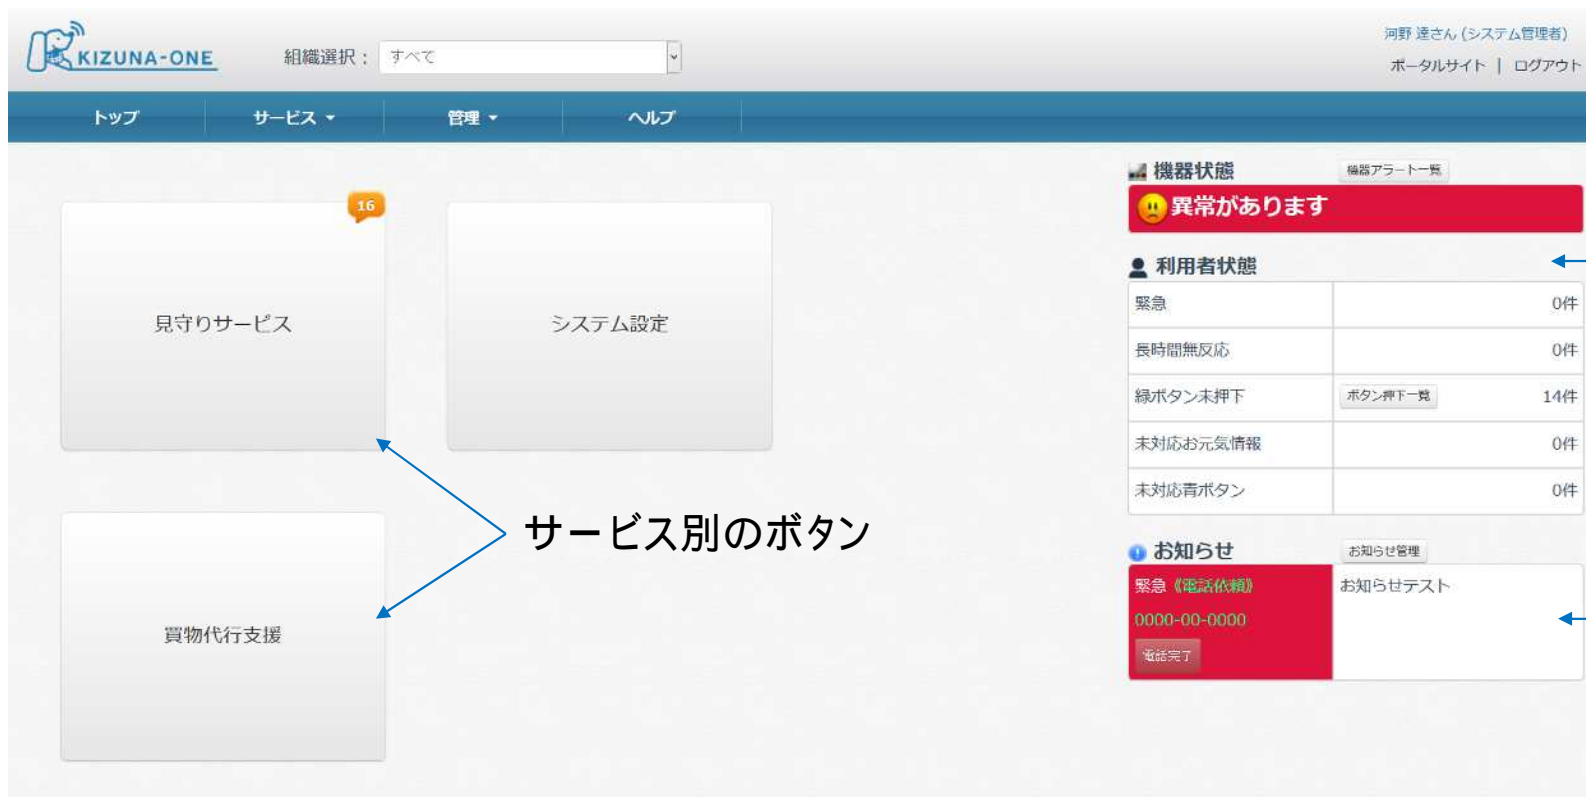 KIZUNA-ONE
組織選択： すべて
河野 達さん (システム管理者)
ポータルサイト | ログアウト
トップ サービス 管理 ヘルプ
16
見守りサービス
システム設定
買物代行支援
サービス別のボタン
機器状態 機器アラート一覧
異常があります
利用者状態
緊急 0件
長時間無反応 0件
緑ボタン未押下 ボタン押下一覧 14件
未対応お元気情報 0件
未対応青ボタン 0件
お知らせ お知らせ管理
緊急《電話依頼》 お知らせテスト
0000-00-0000
電話完了